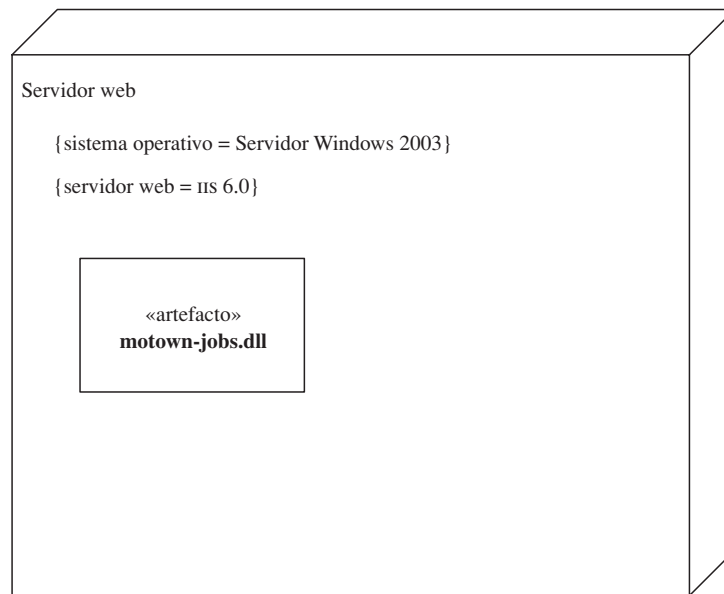 Servidor web
{sistema operativo = Servidor Windows 2003}
{servidor web = IIS 6.0}
«artefacto»
motown-jobs.dll